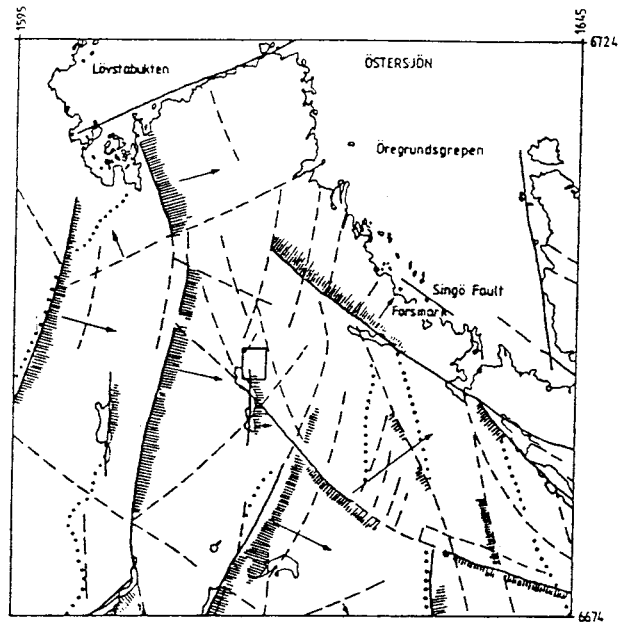 1595
1645
6724
Lövstabukten
ÖSTERSJÖN
Öregrundsgrepen
Singö Fault
Forsmark
6674